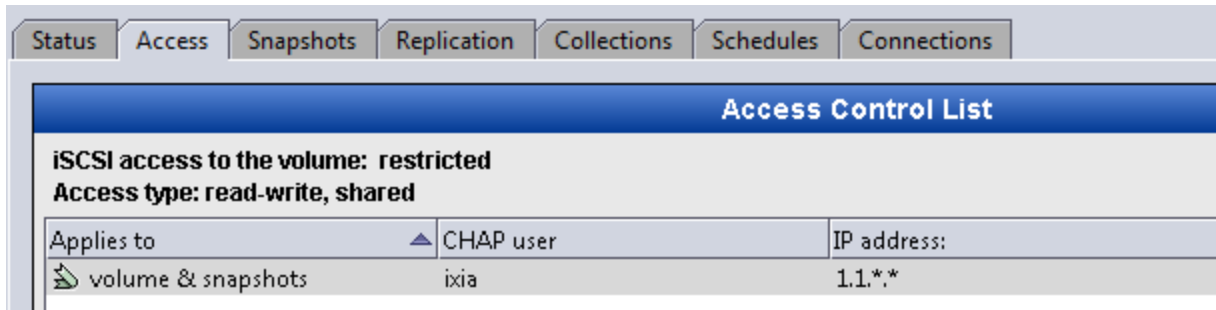 Status Access Snapshots Replication Collections Schedules Connections
Access Control List
iSCSI access to the volume: restricted
Access type: read-write, shared
Applies to CHAP user IP address:
volume & snapshots ixia 1.1.*.*